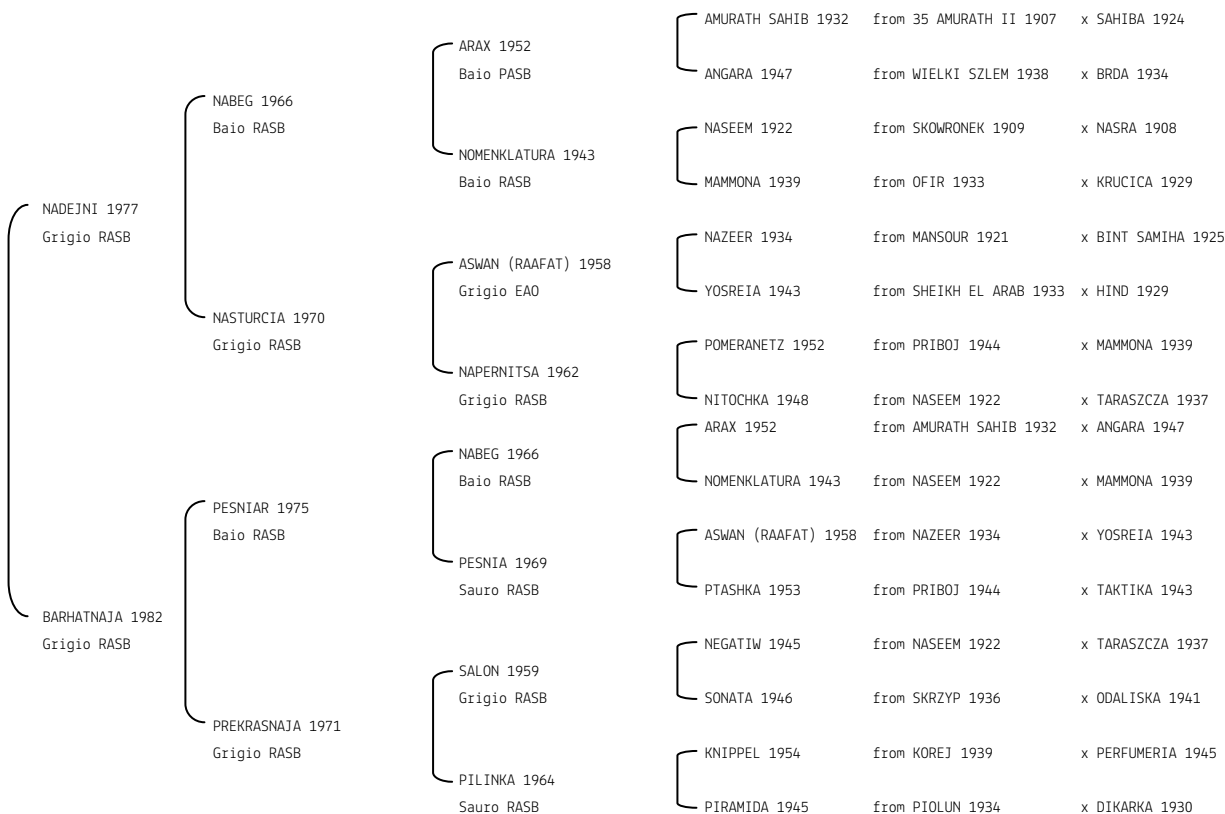 AMURATH SAHIB 1932 from 35 AMURATH II 1907 x SAHIBA 1924
ARAX 1952
Baio PASB
ANGARA 1947 from WIELKI SZLEM 1938 x BRDA 1934
NABEG 1966
Baio RASB
NASEEM 1922 from SKOWRONEK 1909 x NASRA 1908
NOMENKLATURA 1943
Baio RASB
MAMMONA 1939 from OFIR 1933 x KRUCICA 1929
NADEJNI 1977
Grigio RASB
NAZEER 1934 from MANSOUR 1921 x BINT SAMIHA 1925
ASWAN (RAAFAT) 1958
Grigio EAO
YOSREIA 1943 from SHEIKH EL ARAB 1933 x HIND 1929
NASTURCIA 1970
Grigio RASB
POMERANETZ 1952 from PRIBOJ 1944 x MAMMONA 1939
NAPERNITSA 1962
Grigio RASB
NITOCHKA 1948 from NASEEM 1922 x TARASZCZA 1937
ARAX 1952 from AMURATH SAHIB 1932 x ANGARA 1947
NABEG 1966
Baio RASB
NOMENKLATURA 1943 from NASEEM 1922 x MAMMONA 1939
PESNIAR 1975
Baio RASB
ASWAN (RAAFAT) 1958 from NAZEER 1934 x YOSREIA 1943
PESNIA 1969
Sauro RASB
PTASHKA 1953 from PRIBOJ 1944 x TAKTIKA 1943
BARHATNAJA 1982
Grigio RASB
NEGATIW 1945 from NASEEM 1922 x TARASZCZA 1937
SALON 1959
Grigio RASB
SONATA 1946 from SKRZYP 1936 x ODALISKA 1941
PREKRASNAJA 1971
Grigio RASB
KNIPPEL 1954 from KOREJ 1939 x PERFUMERIA 1945
PILINKA 1964
Sauro RASB
PIRAMIDA 1945 from PIOLUN 1934 x DIKARKA 1930